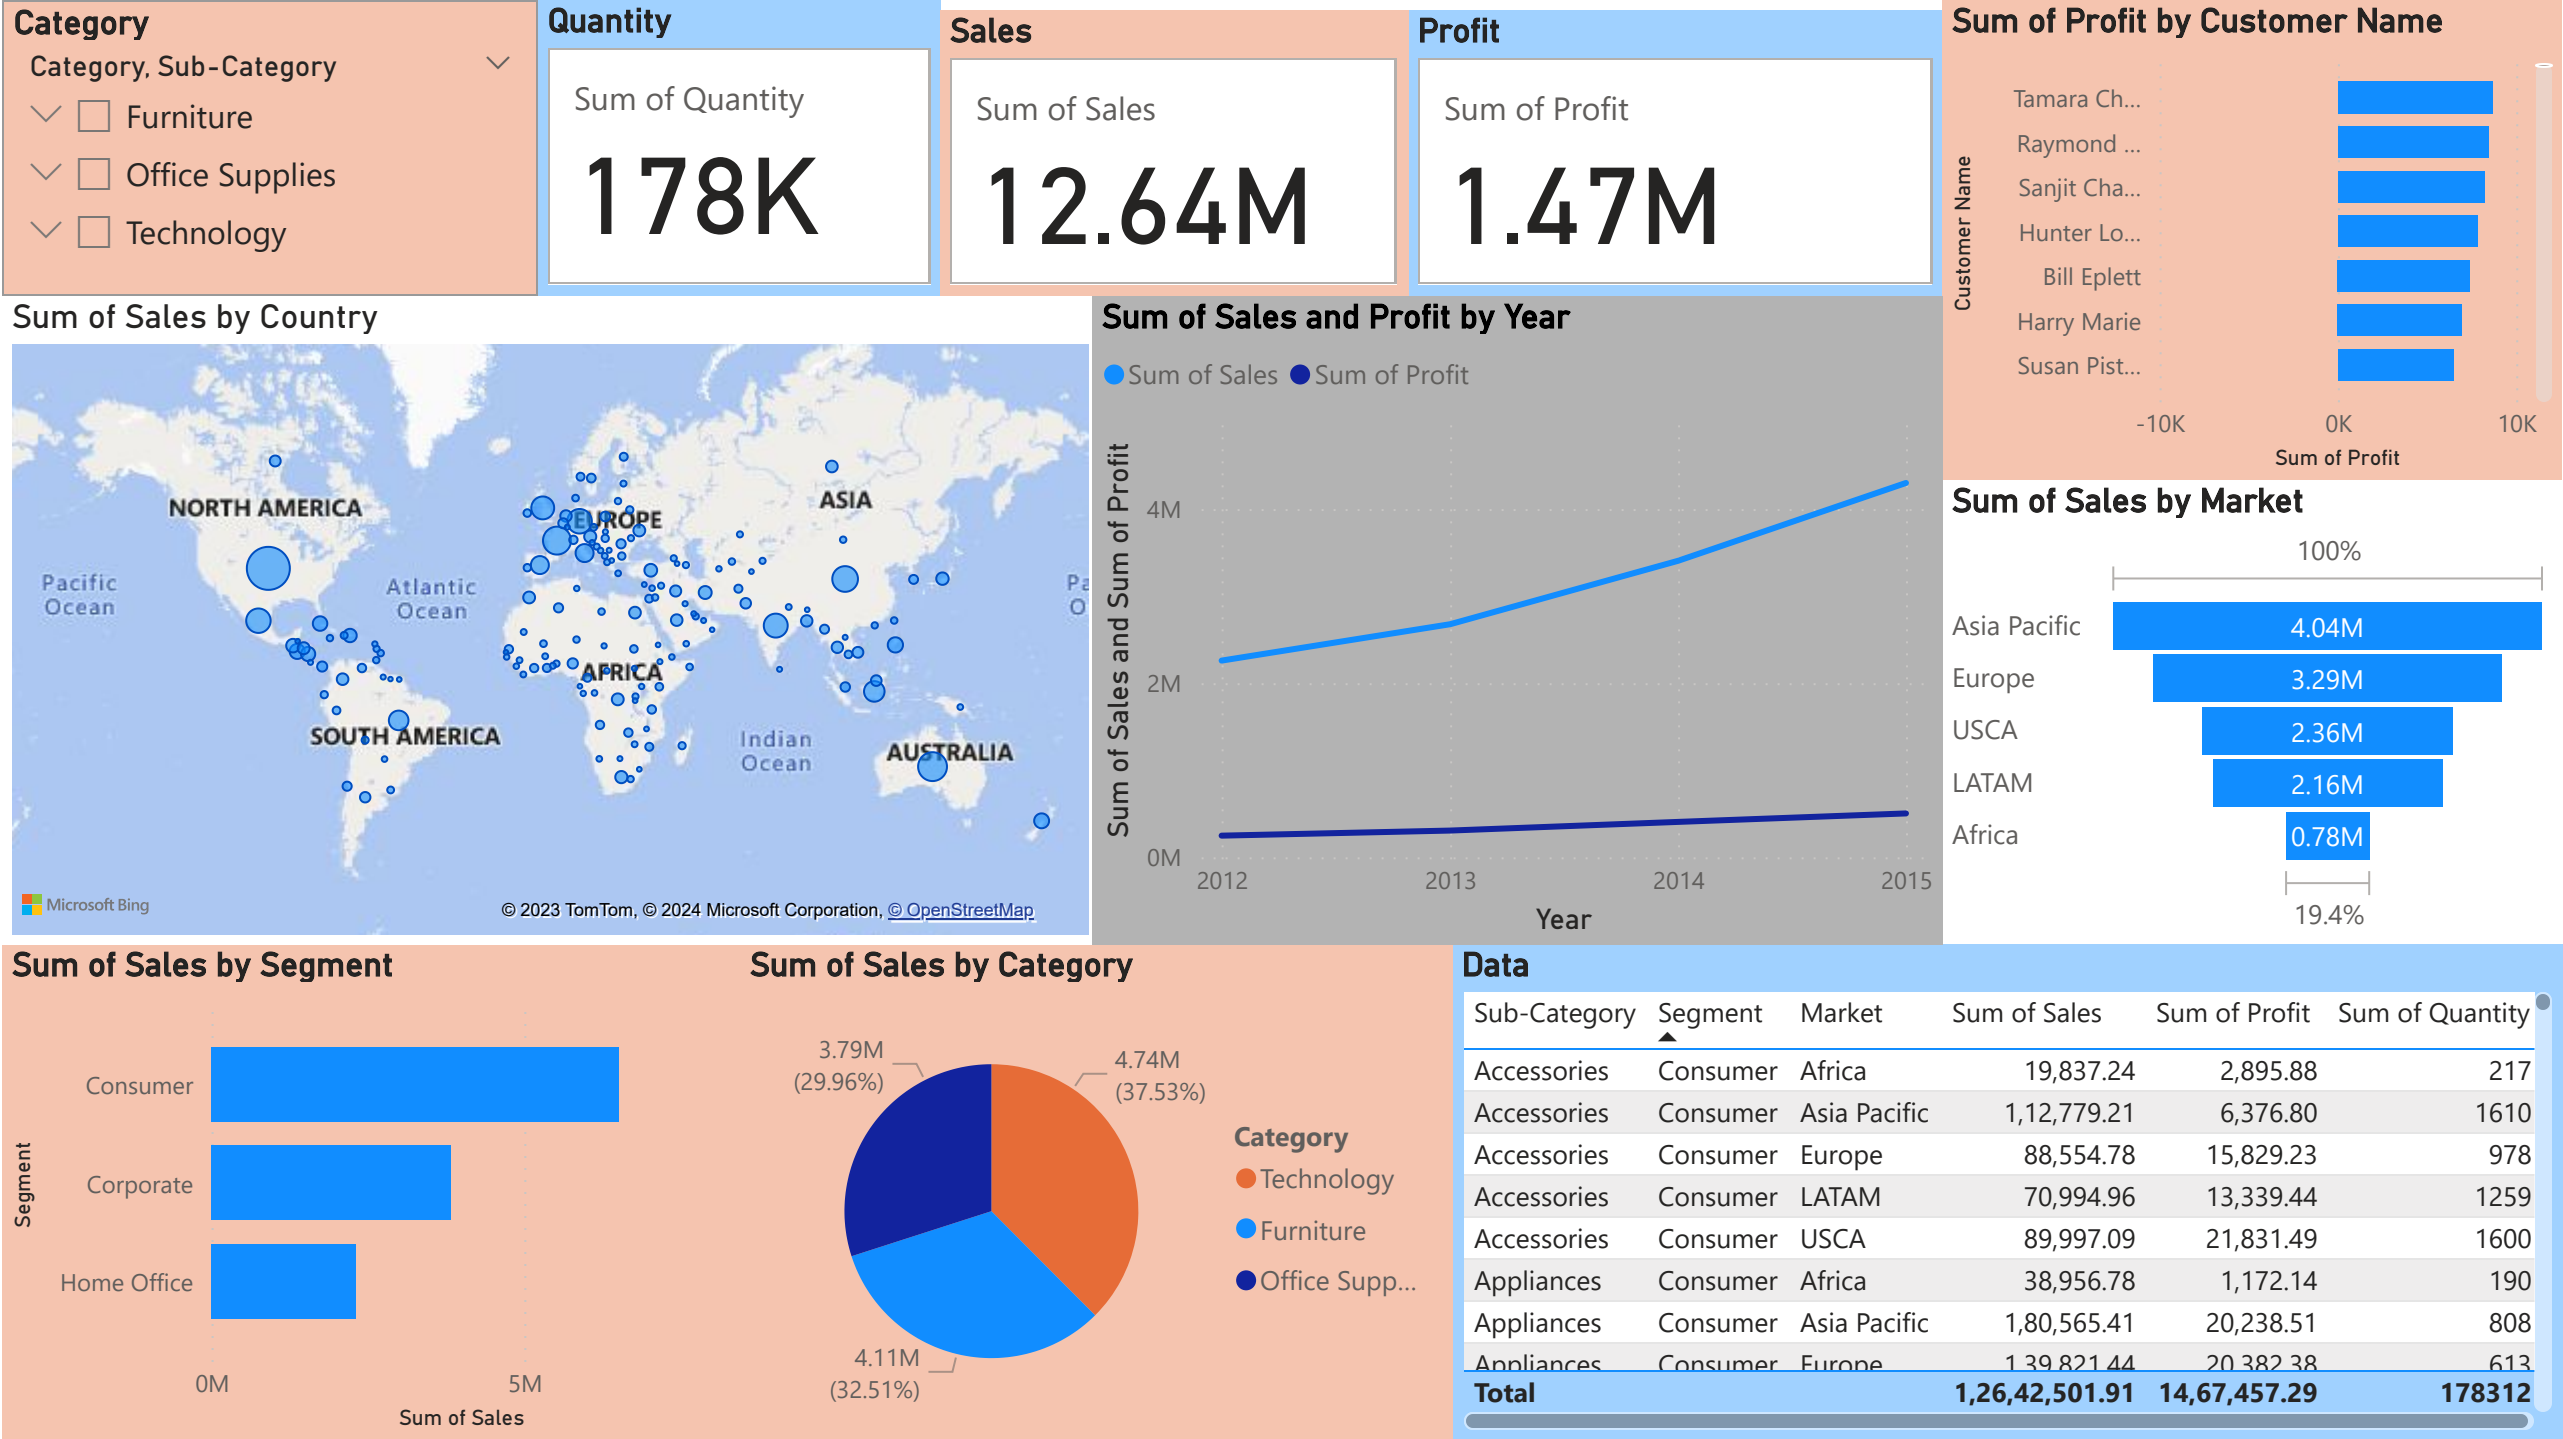 Category
Category, Sub-Category
Furniture
Office Supplies
Technology
Quantity
Sum of Quantity
178K
Sales
Sum of Sales
12.64M
Profit
Sum of Profit
1.47M
Sum of Profit by Customer Name
Customer Name
Tamara Ch...
Raymond ...
Sanjit Cha...
Hunter Lo...
Bill Eplett
Harry Marie
Susan Pist...
-10K 0K 10K
Sum of Profit
Sum of Sales by Country
NORTH AMERICA
EUROPE
ASIA
Pacific
Ocean
Atlantic
Ocean
Pa
O
AFRICA
SOUTH AMERICA
Indian
Ocean
AUSTRALIA
Microsoft Bing
© 2023 TomTom, © 2024 Microsoft Corporation, © OpenStreetMap
Sum of Sales and Profit by Year
Sum of Sales Sum of Profit
Sum of Sales and Sum of Profit
4M
2M
0M
2012 2013 2014 2015
Year
Sum of Sales by Market
100%
Asia Pacific 4.04M
Europe 3.29M
USCA 2.36M
LATAM 2.16M
Africa 0.78M
19.4%
Sum of Sales by Segment
Segment
Consumer
Corporate
Home Office
0M 5M
Sum of Sales
Sum of Sales by Category
3.79M
(29.96%)
4.74M
(37.53%)
4.11M
(32.51%)
Category
Technology
Furniture
Office Supp...
Data
Sub-Category Segment Market Sum of Sales Sum of Profit Sum of Quantity
Accessories Consumer Africa 19,837.24 2,895.88 217
Accessories Consumer Asia Pacific 1,12,779.21 6,376.80 1610
Accessories Consumer Europe 88,554.78 15,829.23 978
Accessories Consumer LATAM 70,994.96 13,339.44 1259
Accessories Consumer USCA 89,997.09 21,831.49 1600
Appliances Consumer Africa 38,956.78 1,172.14 190
Appliances Consumer Asia Pacific 1,80,565.41 20,238.51 808
Appliances Consumer Europe 1,39,821.44 20,382.38 613
Total 1,26,42,501.91 14,67,457.29 178312